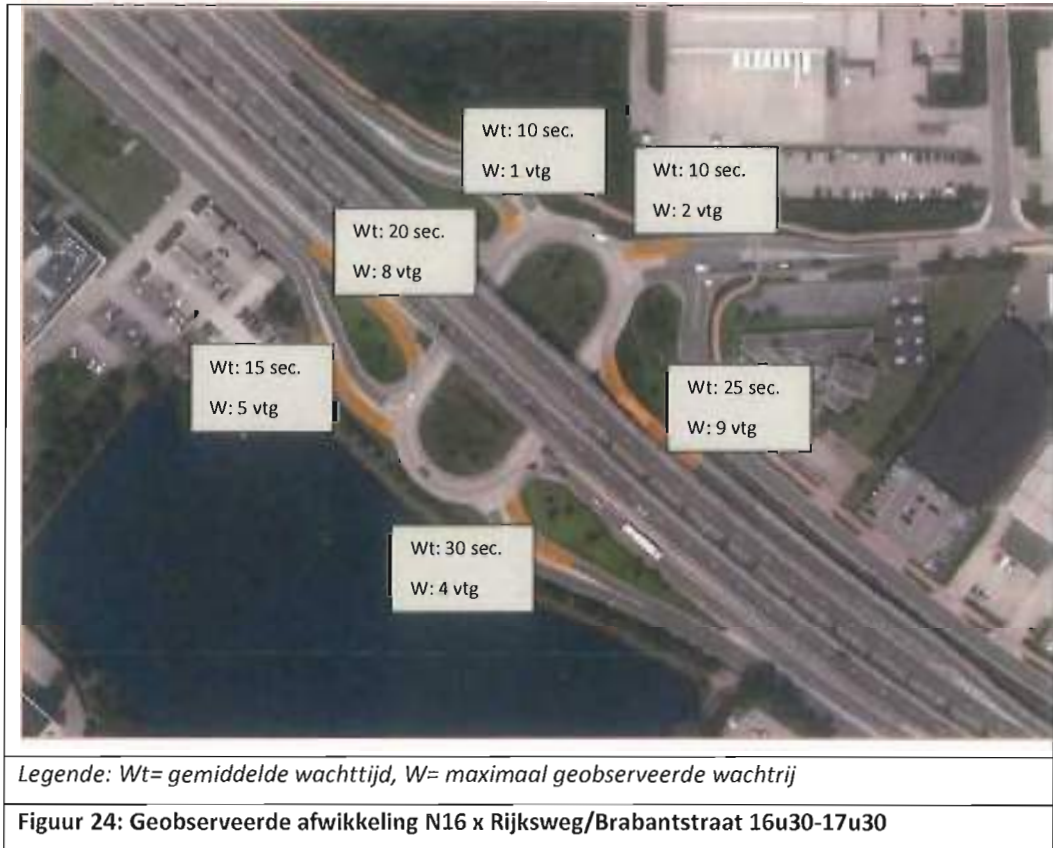 Wt: 10 sec.
W: 1 vtg
Wt: 10 sec.
W: 2 vtg
Wt: 20 sec.
W: 8 vtg
Wt: 15 sec.
W: 5 vtg
Wt: 25 sec.
W: 9 vtg
Wt: 30 sec.
W: 4 vtg
Legende: Wt= gemiddelde wachttijd, W= maximaal geobserveerde wachtrij
Figuur 24: Geobserveerde afwikkeling N16 x Rijksweg/Brabantstraat 16u30-17u30